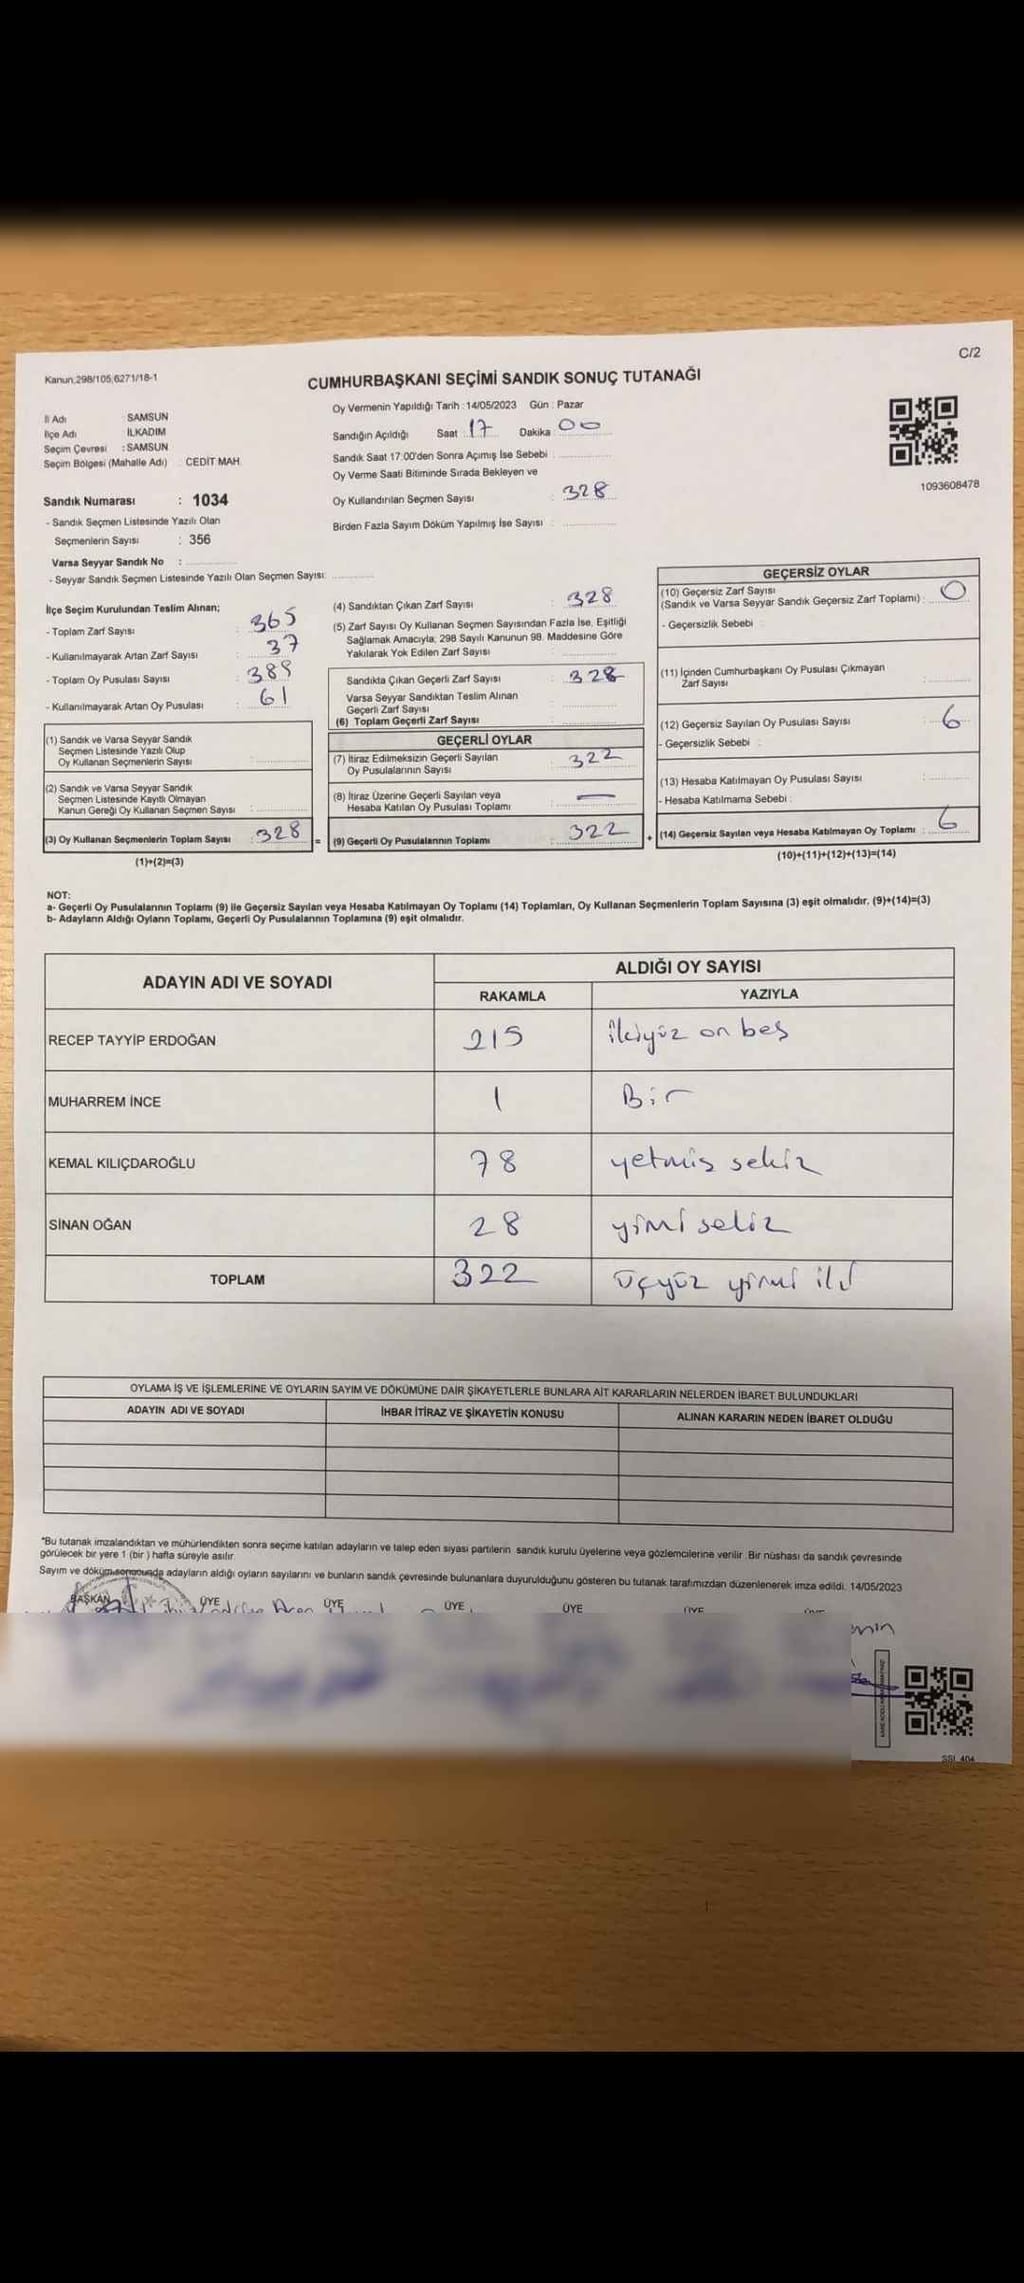 C/2
Kanun;298/105;6271/18-1
CUMHURBAŞKANI SEÇİMİ SANDIK SONUÇ TUTANAĞI
İl Adı : SAMSUN
İlçe Adı : İLKADIM
Seçim Çevresi : SAMSUN
Seçim Bölgesi (Mahalle Adı) : CEDİT MAH.
Sandık Numarası : 1034
- Sandık Seçmen Listesinde Yazılı Olan
Seçmenlerin Sayısı : 356
Varsa Seyyar Sandık No :
- Seyyar Sandık Seçmen Listesinde Yazılı Olan Seçmen Sayısı:
Oy Vermenin Yapıldığı Tarih : 14/05/2023 Gün : Pazar
Sandığın Açıldığı Saat : 17 Dakika : 00
Sandık Saat 17:00'den Sonra Açımış İse Sebebi :
Oy Verme Saati Bitiminde Sırada Bekleyen ve
Oy Kullandırılan Seçmen Sayısı : 328
Birden Fazla Sayım Döküm Yapılmış İse Sayısı :
1093608478
İlçe Seçim Kurulundan Teslim Alınan;
- Toplam Zarf Sayısı : 365
- Kullanılmayarak Artan Zarf Sayısı : 37
- Toplam Oy Pusulası Sayısı : 389
- Kullanılmayarak Artan Oy Pusulası : 61
(1) Sandık ve Varsa Seyyar Sandık
Seçmen Listesinde Yazılı Olup
Oy Kullanan Seçmenlerin Sayısı :
(2) Sandık ve Varsa Seyyar Sandık
Seçmen Listesinde Kayıtlı Olmayan
Kanun Gereği Oy Kullanan Seçmen Sayısı :
(3) Oy Kullanan Seçmenlerin Toplam Sayısı : 328 =
(1)+(2)=(3)
(4) Sandıktan Çıkan Zarf Sayısı : 328
(5) Zarf Sayısı Oy Kullanan Seçmen Sayısından Fazla İse, Eşitliği
Sağlamak Amacıyla; 298 Sayılı Kanunun 98. Maddesine Göre
Yakılarak Yok Edilen Zarf Sayısı :
Sandıkta Çıkan Geçerli Zarf Sayısı : 328
Varsa Seyyar Sandıktan Teslim Alınan
Geçerli Zarf Sayısı :
(6) Toplam Geçerli Zarf Sayısı :
GEÇERLİ OYLAR
(7) İtiraz Edilmeksizin Geçerli Sayılan
Oy Pusulalarının Sayısı : 322
(8) İtiraz Üzerine Geçerli Sayılan veya
Hesaba Katılan Oy Pusulası Toplamı : —
(9) Geçerli Oy Pusulalarının Toplamı : 322 +
GEÇERSİZ OYLAR
(10) Geçersiz Zarf Sayısı
(Sandık ve Varsa Seyyar Sandık Geçersiz Zarf Toplamı) : 0
- Geçersizlik Sebebi :
(11) İçinden Cumhurbaşkanı Oy Pusulası Çıkmayan
Zarf Sayısı :
(12) Geçersiz Sayılan Oy Pusulası Sayısı : 6
- Geçersizlik Sebebi :
(13) Hesaba Katılmayan Oy Pusulası Sayısı :
- Hesaba Katılmama Sebebi :
(14) Geçersiz Sayılan veya Hesaba Katılmayan Oy Toplamı : 6
(10)+(11)+(12)+(13)=(14)
NOT:
a- Geçerli Oy Pusulalarının Toplamı (9) ile Geçersiz Sayılan veya Hesaba Katılmayan Oy Toplamı (14) Toplamları, Oy Kullanan Seçmenlerin Toplam Sayısına (3) eşit olmalıdır. (9)+(14)=(3)
b- Adayların Aldığı Oyların Toplamı, Geçerli Oy Pusulalarının Toplamına (9) eşit olmalıdır.
ADAYIN ADI VE SOYADI ALDIĞI OY SAYISI
RAKAMLA YAZIYLA
RECEP TAYYİP ERDOĞAN 215 ikiyüz on beş
MUHARREM İNCE 1 Bir
KEMAL KILIÇDAROĞLU 78 yetmiş sekiz
SİNAN OĞAN 28 yirmi sekiz
TOPLAM 322 üçyüz yirmi iki
OYLAMA İŞ VE İŞLEMLERİNE VE OYLARIN SAYIM VE DÖKÜMÜNE DAİR ŞİKAYETLERLE BUNLARA AİT KARARLARIN NELERDEN İBARET BULUNDUKLARI
ADAYIN ADI VE SOYADI İHBAR İTİRAZ VE ŞİKAYETİN KONUSU ALINAN KARARIN NEDEN İBARET OLDUĞU
*Bu tutanak imzalandıktan ve mühürlendikten sonra seçime katılan adayların ve talep eden siyasi partilerin sandık kurulu üyelerine veya gözlemcilerine verilir. Bir nüshası da sandık çevresinde
görülecek bir yere 1 (bir ) hafta süreyle asılır.
Sayım ve döküm sonucunda adayların aldığı oyların sayılarını ve bunların sandık çevresinde bulunanlara duyurulduğunu gösteren bu tutanak tarafımızdan düzenlenerek imza edildi. 14/05/2023
BAŞKAN ÜYE ÜYE ÜYE ÜYE ÜYE ÜYE
SSI_404